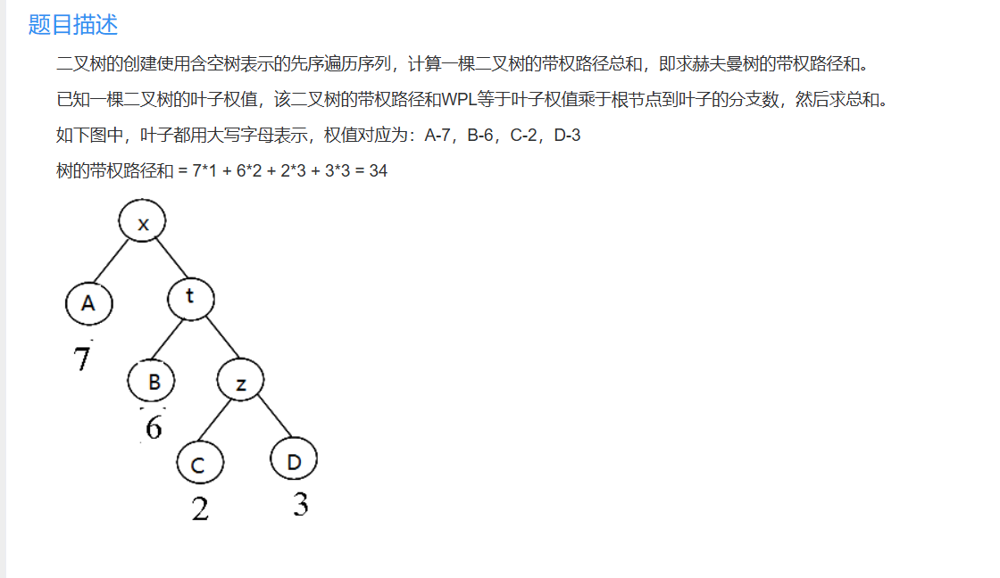 题目描述
二叉树的创建使用含空树表示的先序遍历序列，计算一棵二叉树的带权路径总和，即求赫夫曼树的带权路径和。
已知一棵二叉树的叶子权值，该二叉树的带权路径和WPL等于叶子权值乘于根节点到叶子的分支数，然后求总和。
如下图中，叶子都用大写字母表示，权值对应为：A-7，B-6，C-2，D-3
树的带权路径和 = 7*1 + 6*2 + 2*3 + 3*3 = 34
x
A
t
7
B
z
6
C
D
2
3